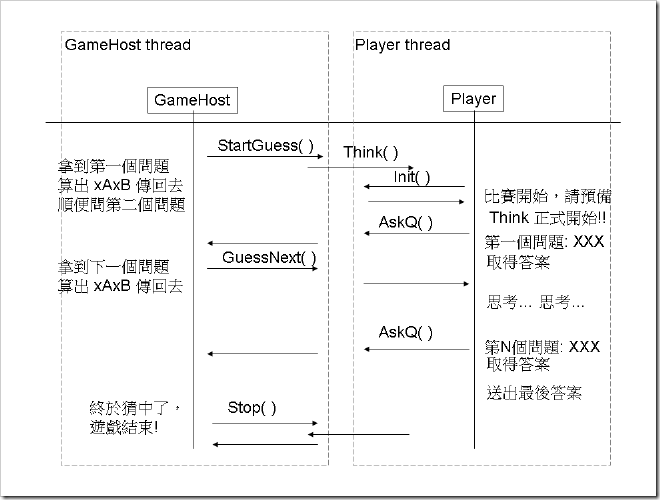 GameHost thread
Player thread
GameHost
Player
StartGuess( )
Think( )
拿到第一個問題
算出 xAxB 傳回去
順便問第二個問題
Init( )
比賽開始，請預備
Think 正式開始!!
AskQ( )
第一個問題: XXX
取得答案
GuessNext( )
拿到下一個問題
算出 xAxB 傳回去
思考... 思考...
AskQ( )
第N個問題: XXX
取得答案
送出最後答案
終於猜中了，
遊戲結束!
Stop( )